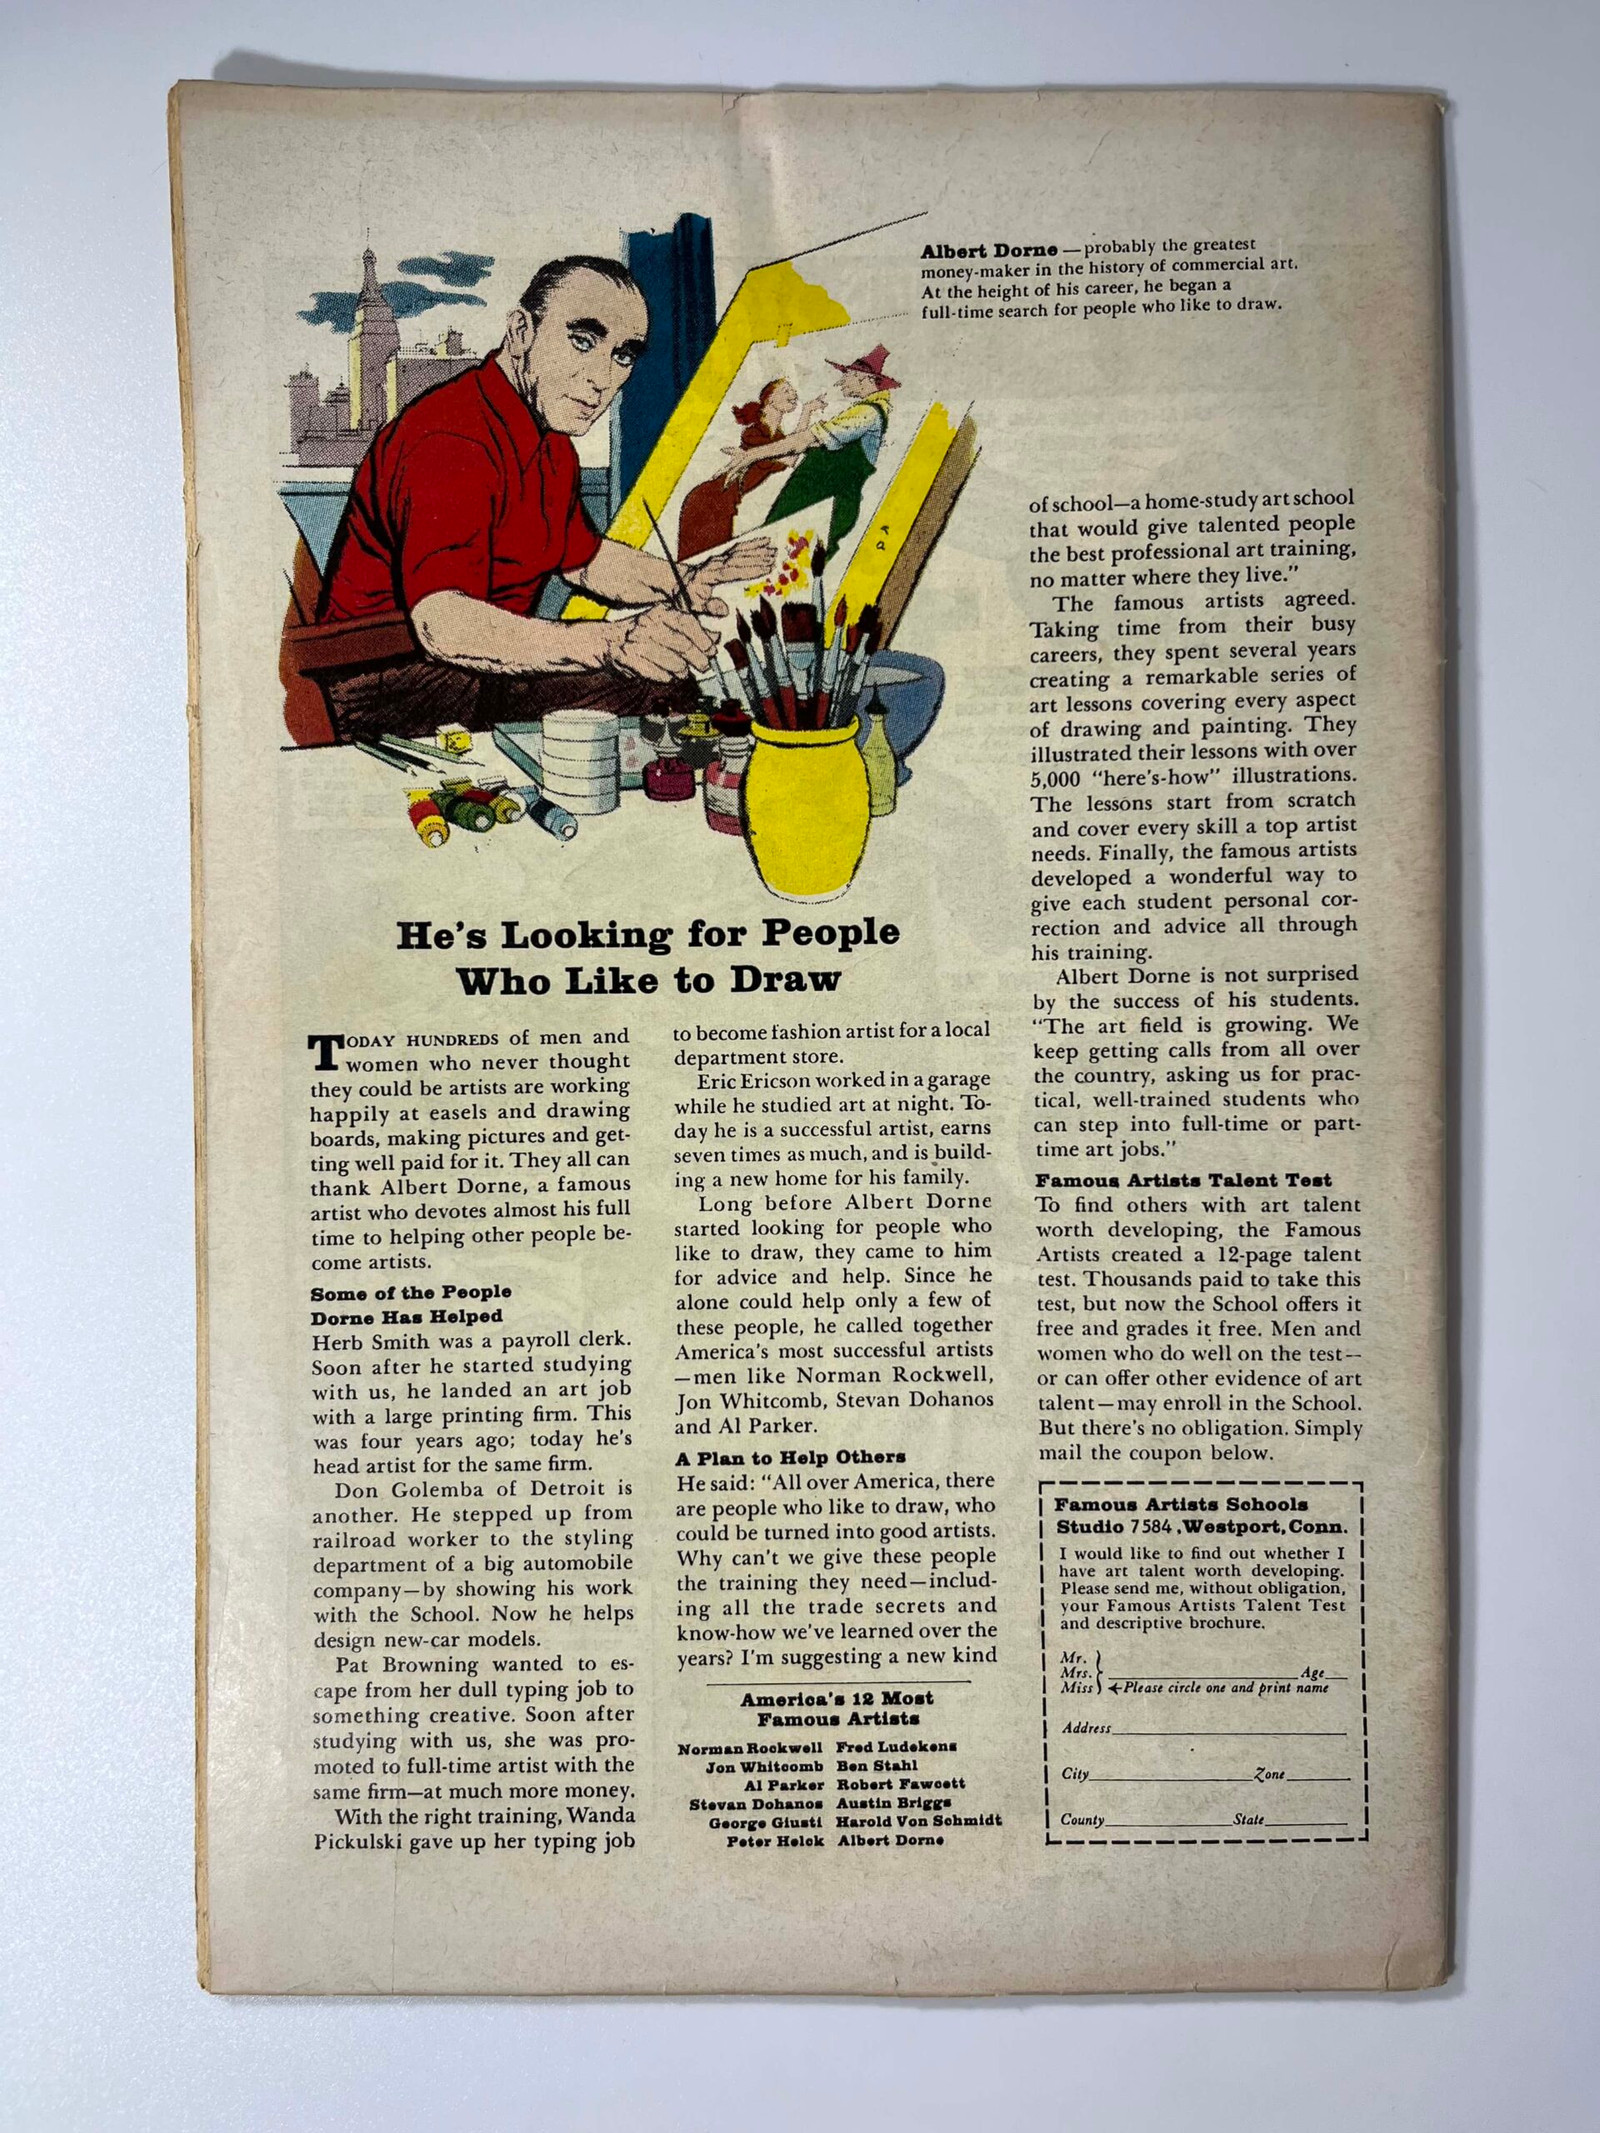 Albert Dorne — probably the greatest
money-maker in the history of commercial art.
At the height of his career, he began a
full-time search for people who like to draw.
He's Looking for People
Who Like to Draw
TODAY HUNDREDS of men and
women who never thought
they could be artists are working
happily at easels and drawing
boards, making pictures and get-
ting well paid for it. They all can
thank Albert Dorne, a famous
artist who devotes almost his full
time to helping other people be-
come artists.
Some of the People
Dorne Has Helped
Herb Smith was a payroll clerk.
Soon after he started studying
with us, he landed an art job
with a large printing firm. This
was four years ago; today he's
head artist for the same firm.
Don Golemba of Detroit is
another. He stepped up from
railroad worker to the styling
department of a big automobile
company—by showing his work
with the School. Now he helps
design new-car models.
Pat Browning wanted to es-
cape from her dull typing job to
something creative. Soon after
studying with us, she was pro-
moted to full-time artist with the
same firm—at much more money.
With the right training, Wanda
Pickulski gave up her typing job
to become fashion artist for a local
department store.
Eric Ericson worked in a garage
while he studied art at night. To-
day he is a successful artist, earns
seven times as much, and is build-
ing a new home for his family.
Long before Albert Dorne
started looking for people who
like to draw, they came to him
for advice and help. Since he
alone could help only a few of
these people, he called together
America's most successful artists
—men like Norman Rockwell,
Jon Whitcomb, Stevan Dohanos
and Al Parker.
A Plan to Help Others
He said: "All over America, there
are people who like to draw, who
could be turned into good artists.
Why can't we give these people
the training they need—includ-
ing all the trade secrets and
know-how we've learned over the
years? I'm suggesting a new kind
America's 12 Most
Famous Artists
Norman Rockwell Fred Ludekens
Jon Whitcomb Ben Stahl
Al Parker Robert Fawcett
Stevan Dohanos Austin Briggs
George Giusti Harold Von Schmidt
Peter Helck Albert Dorne
of school—a home-study art school
that would give talented people
the best professional art training,
no matter where they live."
The famous artists agreed.
Taking time from their busy
careers, they spent several years
creating a remarkable series of
art lessons covering every aspect
of drawing and painting. They
illustrated their lessons with over
5,000 "here's-how" illustrations.
The lessons start from scratch
and cover every skill a top artist
needs. Finally, the famous artists
developed a wonderful way to
give each student personal cor-
rection and advice all through
his training.
Albert Dorne is not surprised
by the success of his students.
"The art field is growing. We
keep getting calls from all over
the country, asking us for prac-
tical, well-trained students who
can step into full-time or part-
time art jobs."
Famous Artists Talent Test
To find others with art talent
worth developing, the Famous
Artists created a 12-page talent
test. Thousands paid to take this
test, but now the School offers it
free and grades it free. Men and
women who do well on the test—
or can offer other evidence of art
talent—may enroll in the School.
But there's no obligation. Simply
mail the coupon below.
Famous Artists Schools
Studio 7584, Westport, Conn.
I would like to find out whether I
have art talent worth developing.
Please send me, without obligation,
your Famous Artists Talent Test
and descriptive brochure.
Mr.
Mrs. Age
Miss ←Please circle one and print name
Address
City Zone
County State